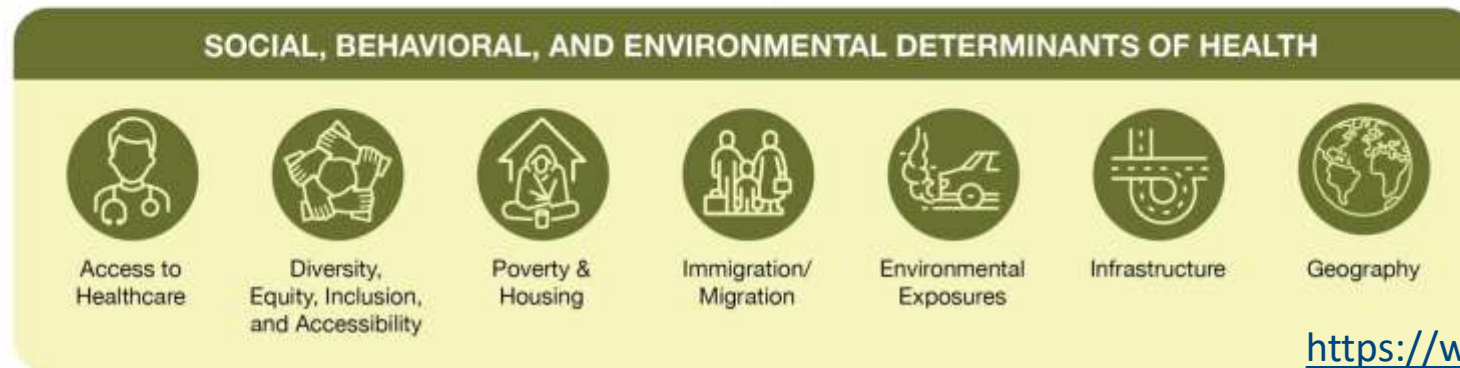 SOCIAL, BEHAVIORAL, AND ENVIRONMENTAL DETERMINANTS OF HEALTH
Access to
Healthcare
Diversity,
Equity, Inclusion,
and Accessibility
Poverty &
Housing
Immigration/
Migration
Environmental
Exposures
Infrastructure
Geography
https://w